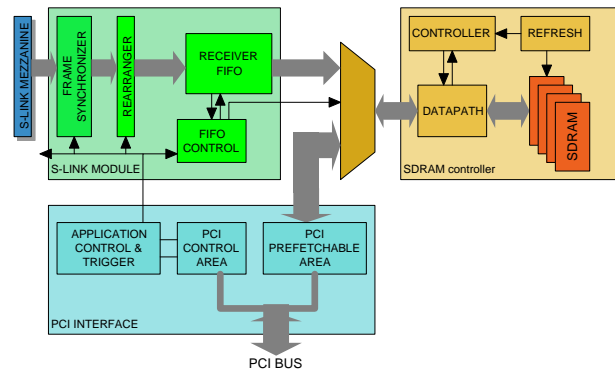 S-LINK MEZZANINE
FRAME
SYNCHRONIZER
REARRANGER
RECEIVER
FIFO
FIFO
CONTROL
S-LINK MODULE
CONTROLLER
REFRESH
DATAPATH
SDRAM
SDRAM controller
APPLICATION
CONTROL &
TRIGGER
PCI
CONTROL
AREA
PCI
PREFETCHABLE
AREA
PCI INTERFACE
PCI BUS